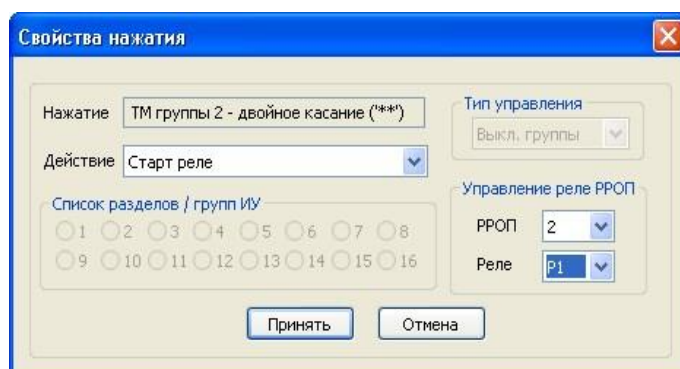 Свойства нажатия
Нажатие ТМ группы 2 - двойное касание ('**')
Тип управления
Выкл. группы
Действие Старт реле
Список разделов / групп ИУ
1 2 3 4 5 6 7 8
9 10 11 12 13 14 15 16
Управление реле РРОП
РРОП 2
Реле Р1
Принять Отмена